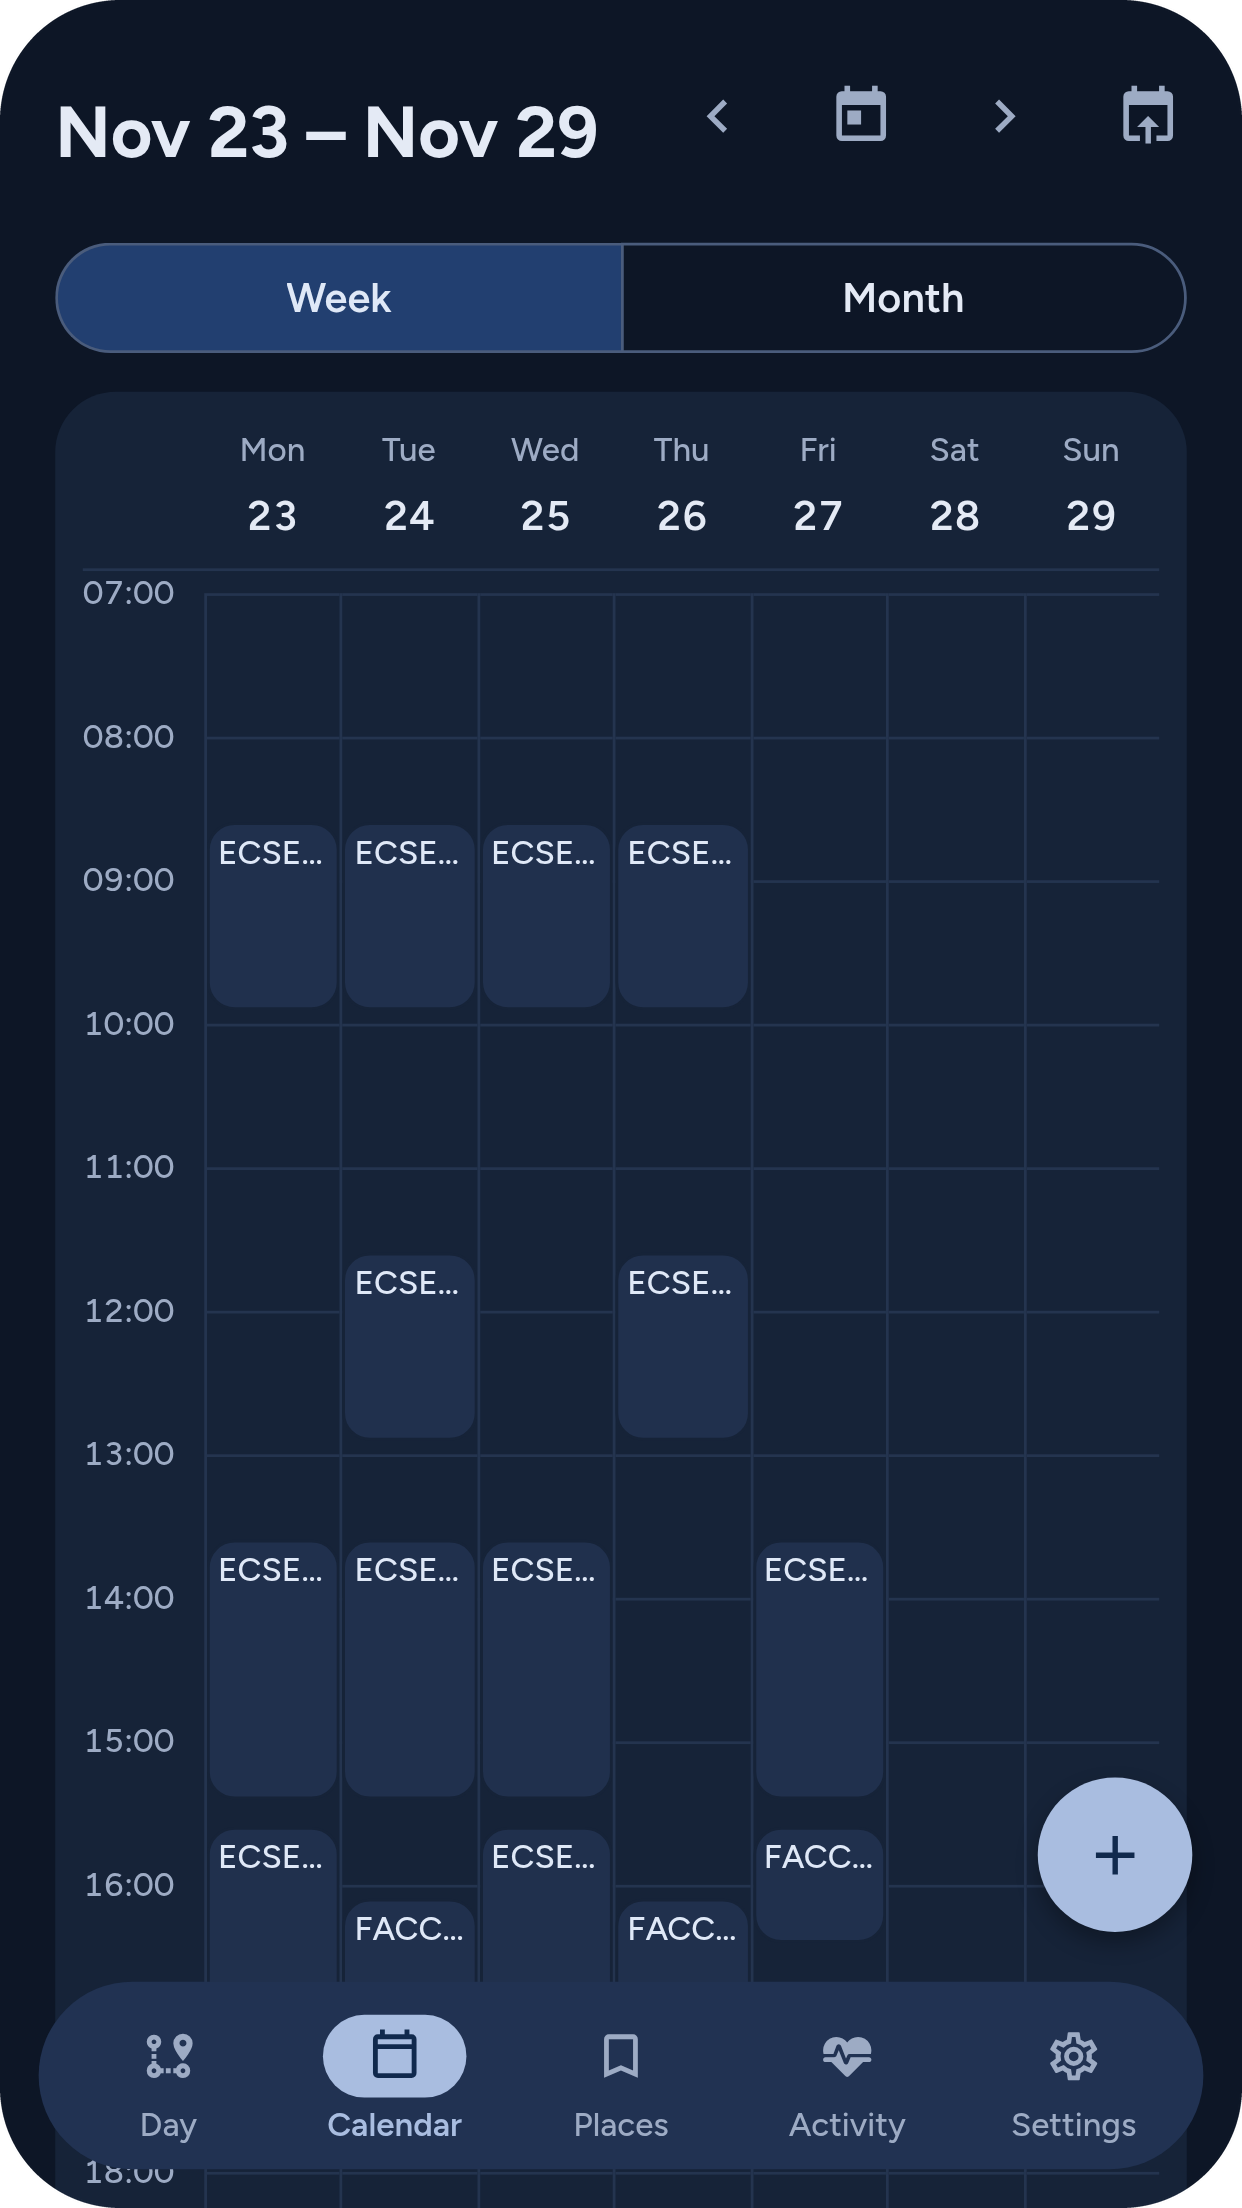 Nov 23 – Nov 29
Week Month
Mon Tue Wed Thu Fri Sat Sun
23 24 25 26 27 28 29
07:00
08:00
ECSE... ECSE... ECSE... ECSE...
09:00
10:00
11:00
ECSE... ECSE...
12:00
13:00
ECSE... ECSE... ECSE... ECSE...
14:00
15:00
ECSE... ECSE... FACC...
16:00
FACC... FACC...
Day Calendar Places Activity Settings
18:00